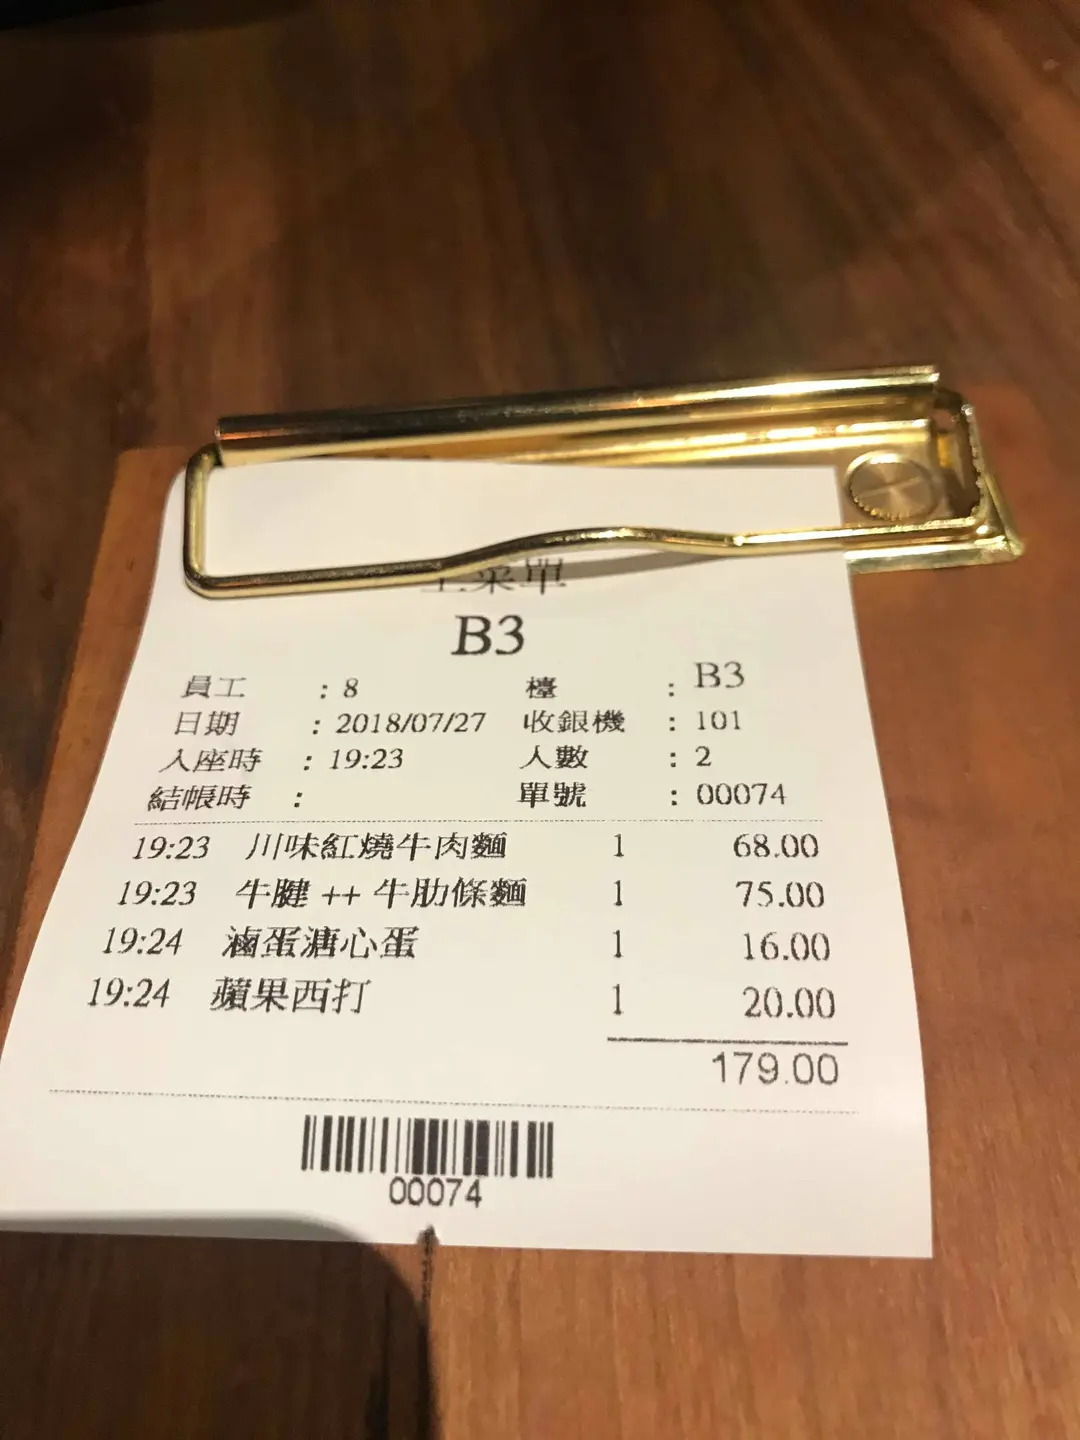 菜單
B3
員工 : 8 檯 : B3
日期 : 2018/07/27 收銀機 : 101
入座時 : 19:23 人數 : 2
結帳時 : 單號 : 00074
19:23 川味紅燒牛肉麵 1 68.00
19:23 牛腱 ++ 牛肋條麵 1 75.00
19:24 滷蛋溏心蛋 1 16.00
19:24 蘋果西打 1 20.00
179.00
00074